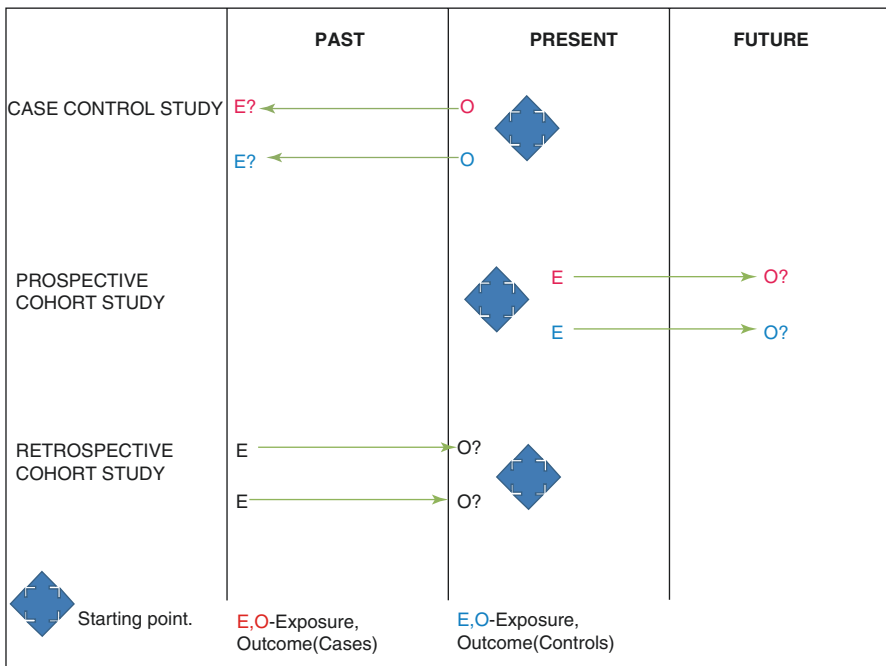 PAST PRESENT FUTURE
CASE CONTROL STUDY E? O
E? O
PROSPECTIVE
COHORT STUDY
E O?
E O?
RETROSPECTIVE
COHORT STUDY
E O?
E O?
Starting point.
E,O-Exposure,
Outcome(Cases)
E,O-Exposure,
Outcome(Controls)